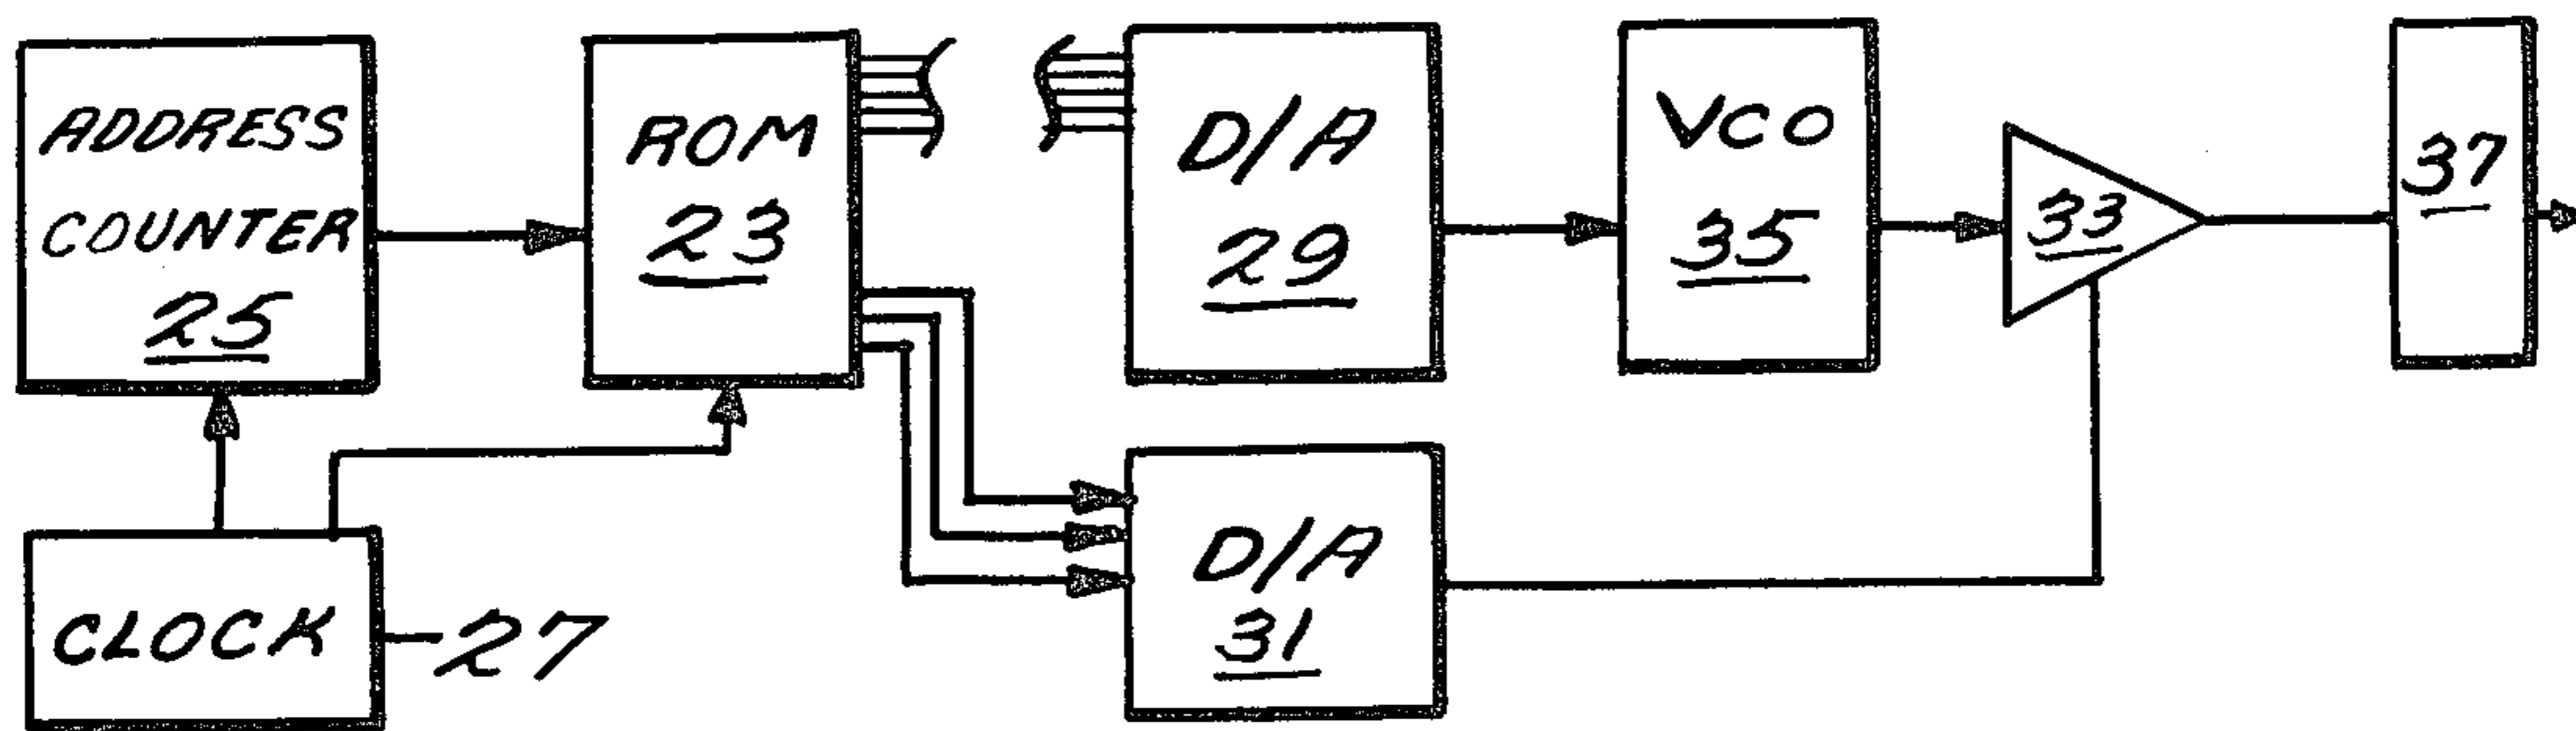 ADDRESS
COUNTER
25
ROM
23
D/A
29
VCO
35
33
37
CLOCK
27
D/A
31